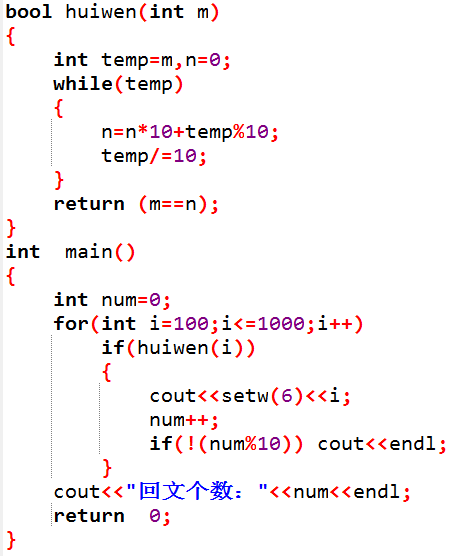 bool huiwen(int m)
{
    int temp=m,n=0;
    while(temp)
    {
        n=n*10+temp%10;
        temp/=10;
    }
    return (m==n);
}
int  main()
{
    int num=0;
    for(int i=100;i<=1000;i++)
        if(huiwen(i))
        {
            cout<<setw(6)<<i;
            num++;
            if(!(num%10)) cout<<endl;
        }
    cout<<"回文个数："<<num<<endl;
    return  0;
}